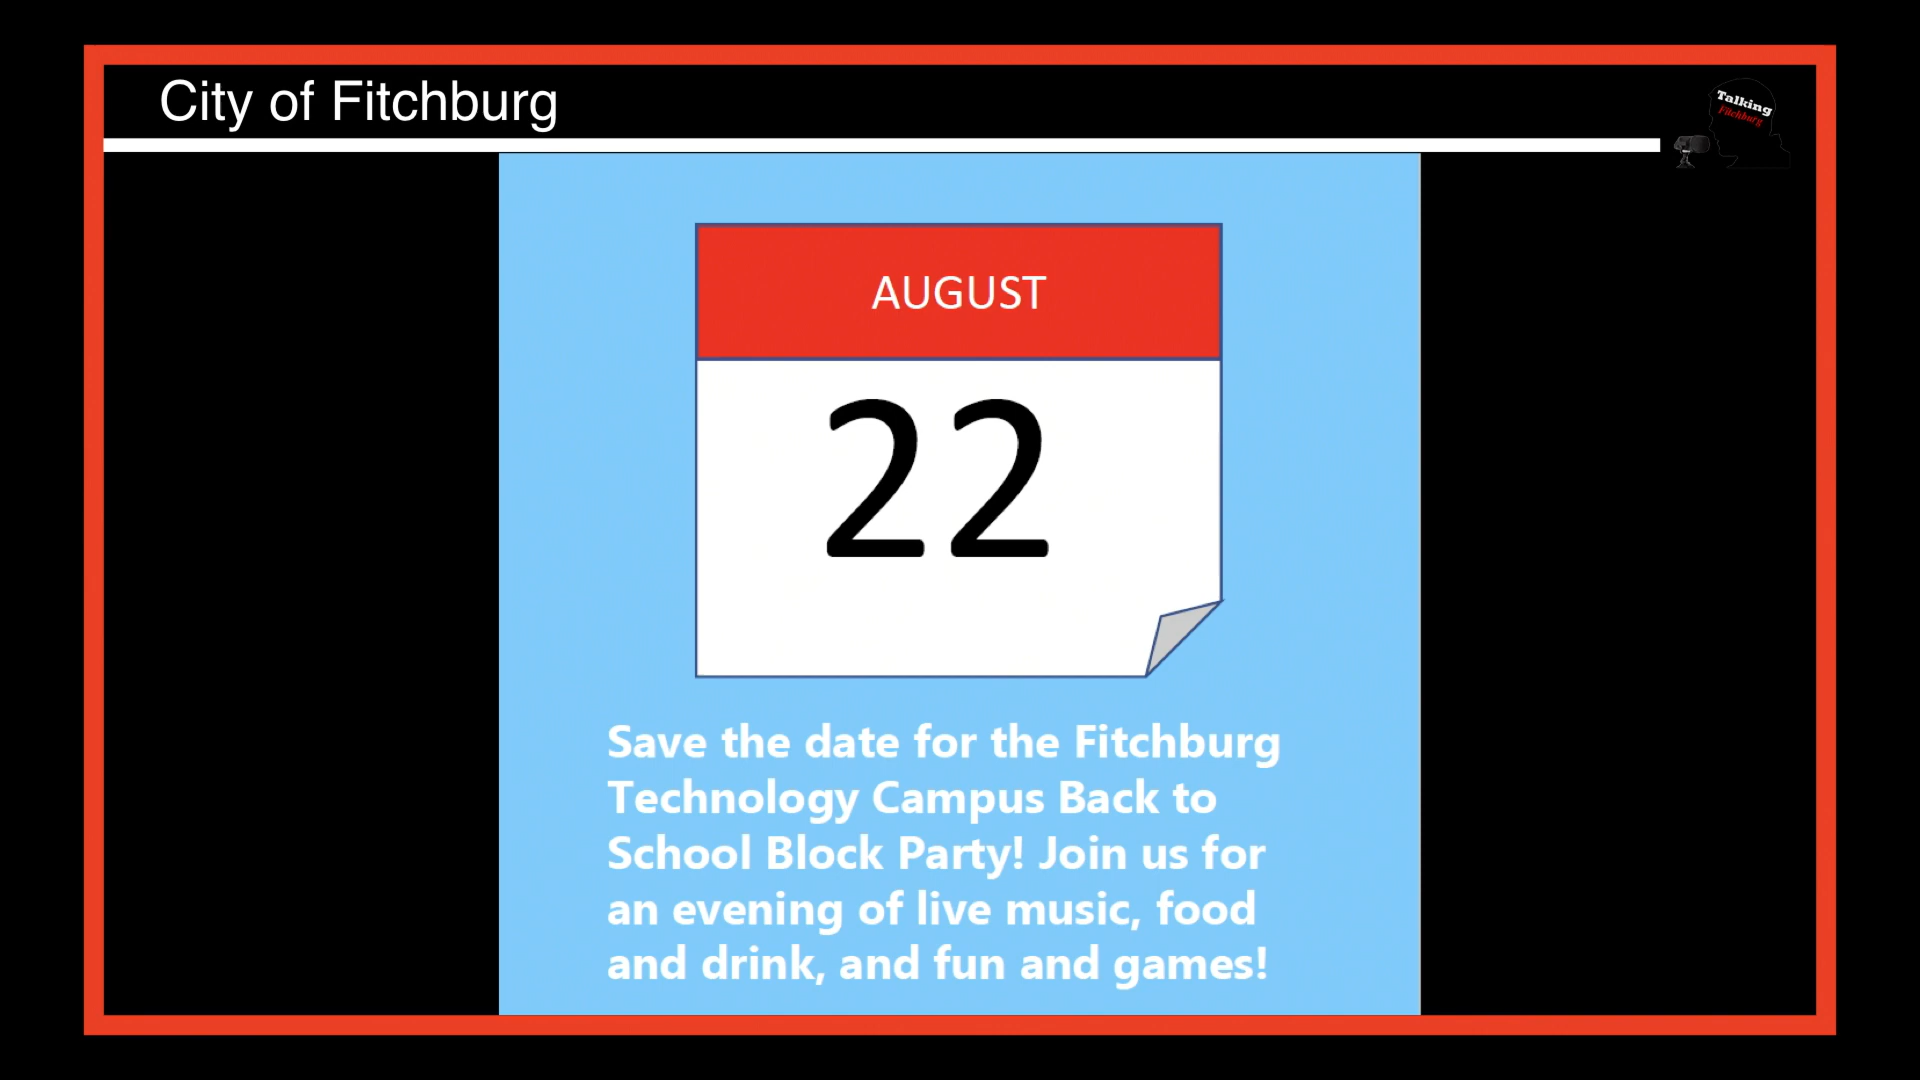 City of Fitchburg
Talking
Fitchburg
AUGUST
22
Save the date for the Fitchburg
Technology Campus Back to
School Block Party! Join us for
an evening of live music, food
and drink, and fun and games!